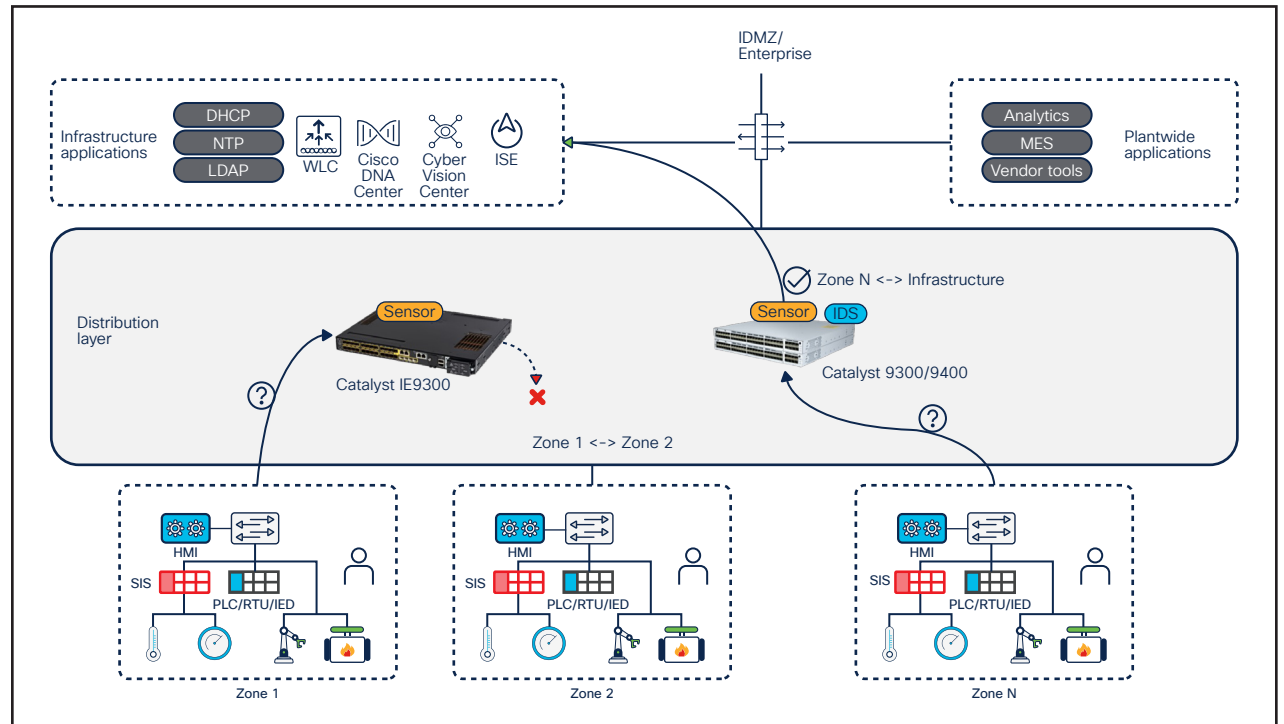 IDMZ/
Enterprise
Infrastructure
applications
DHCP
NTP
LDAP
WLC
Cisco
DNA
Center
Cyber
Vision
Center
ISE
Analytics
MES
Vendor tools
Plantwide
applications
Distribution
layer
Sensor
Catalyst IE9300
?
Zone N <-> Infrastructure
Sensor
IDS
Catalyst 9300/9400
?
Zone 1 <-> Zone 2
HMI
SIS
PLC/RTU/IED
Zone 1
HMI
SIS
PLC/RTU/IED
Zone 2
HMI
SIS
PLC/RTU/IED
Zone N